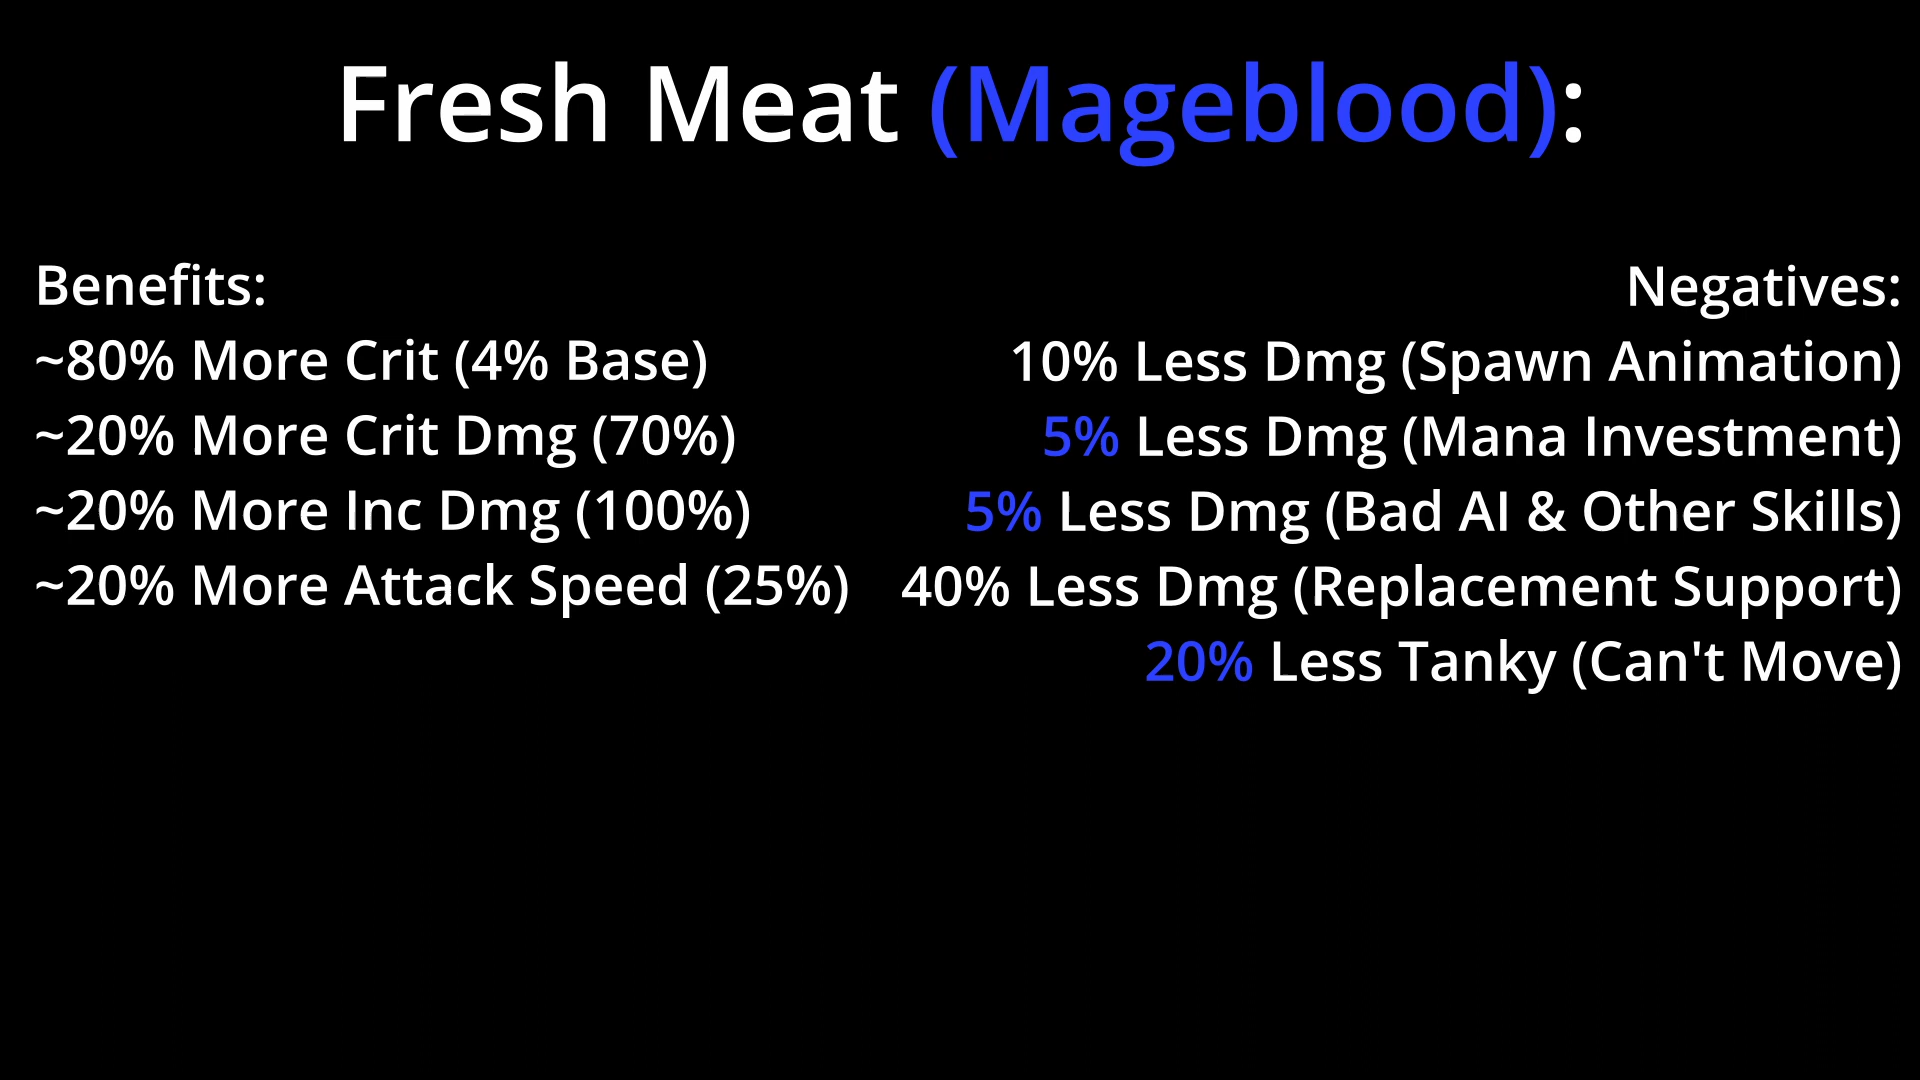 Fresh Meat (Mageblood):
Benefits:
~80% More Crit (4% Base)
~20% More Crit Dmg (70%)
~20% More Inc Dmg (100%)
~20% More Attack Speed (25%)
Negatives:
10% Less Dmg (Spawn Animation)
5% Less Dmg (Mana Investment)
5% Less Dmg (Bad AI & Other Skills)
40% Less Dmg (Replacement Support)
20% Less Tanky (Can't Move)